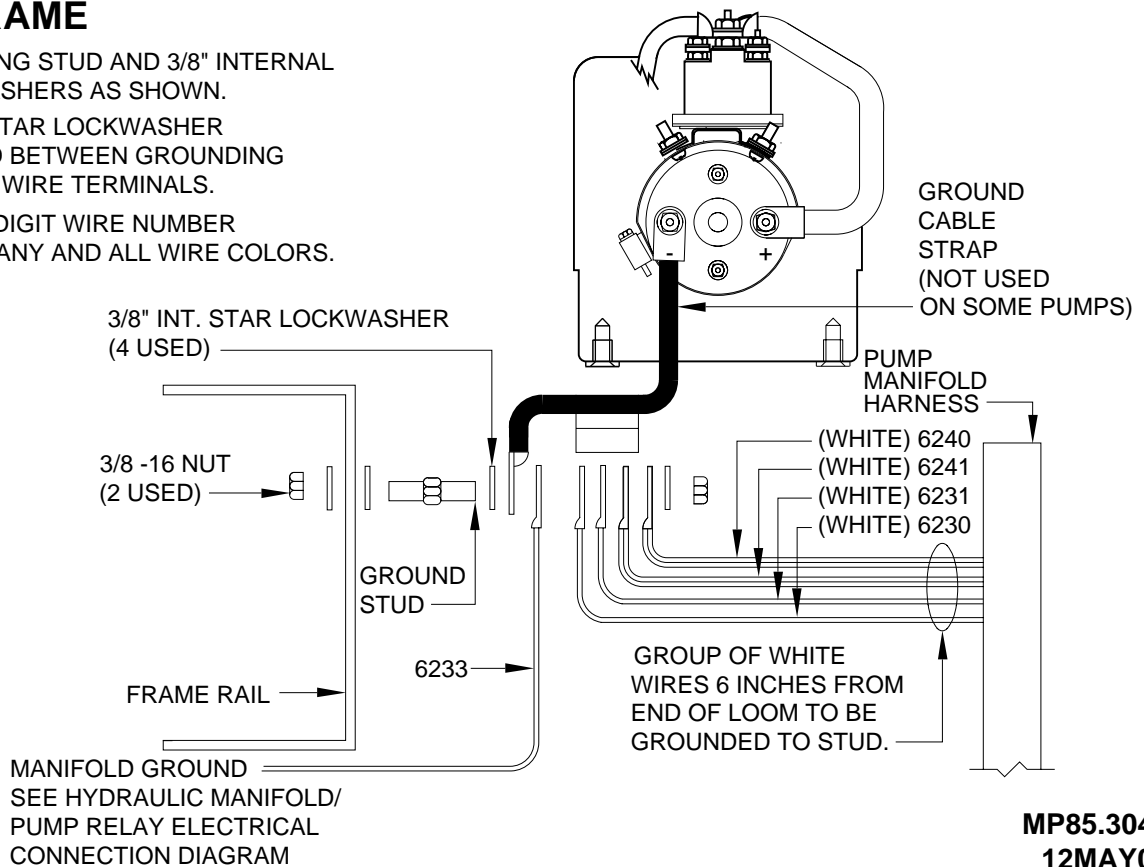 RAME
NG STUD AND 3/8" INTERNAL
ASHERS AS SHOWN.
TAR LOCKWASHER
BETWEEN GROUNDING
WIRE TERMINALS.
DIGIT WIRE NUMBER
ANY AND ALL WIRE COLORS.
3/8" INT. STAR LOCKWASHER
(4 USED)
3/8 -16 NUT
(2 USED)
GROUND
STUD
6233
FRAME RAIL
MANIFOLD GROUND
SEE HYDRAULIC MANIFOLD/
PUMP RELAY ELECTRICAL
CONNECTION DIAGRAM
-
+
GROUND
CABLE
STRAP
(NOT USED
ON SOME PUMPS)
PUMP
MANIFOLD
HARNESS
(WHITE) 6240
(WHITE) 6241
(WHITE) 6231
(WHITE) 6230
GROUP OF WHITE
WIRES 6 INCHES FROM
END OF LOOM TO BE
GROUNDED TO STUD.
MP85.304
12MAY0